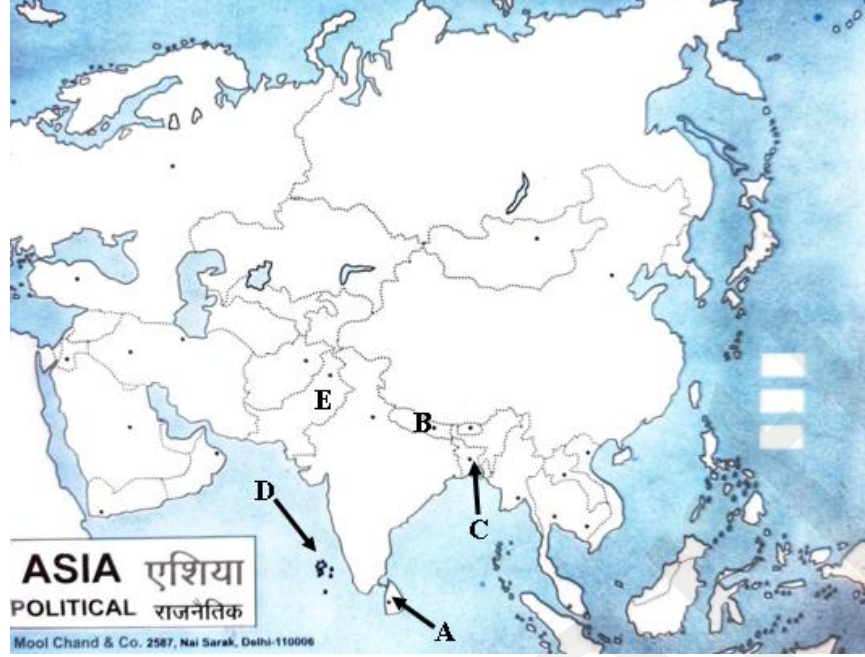 E
B
D
C
ASIA एशिया
POLITICAL राजनैतिक
A
Mool Chand & Co. 2587, Nai Sarak, Delhi-110006